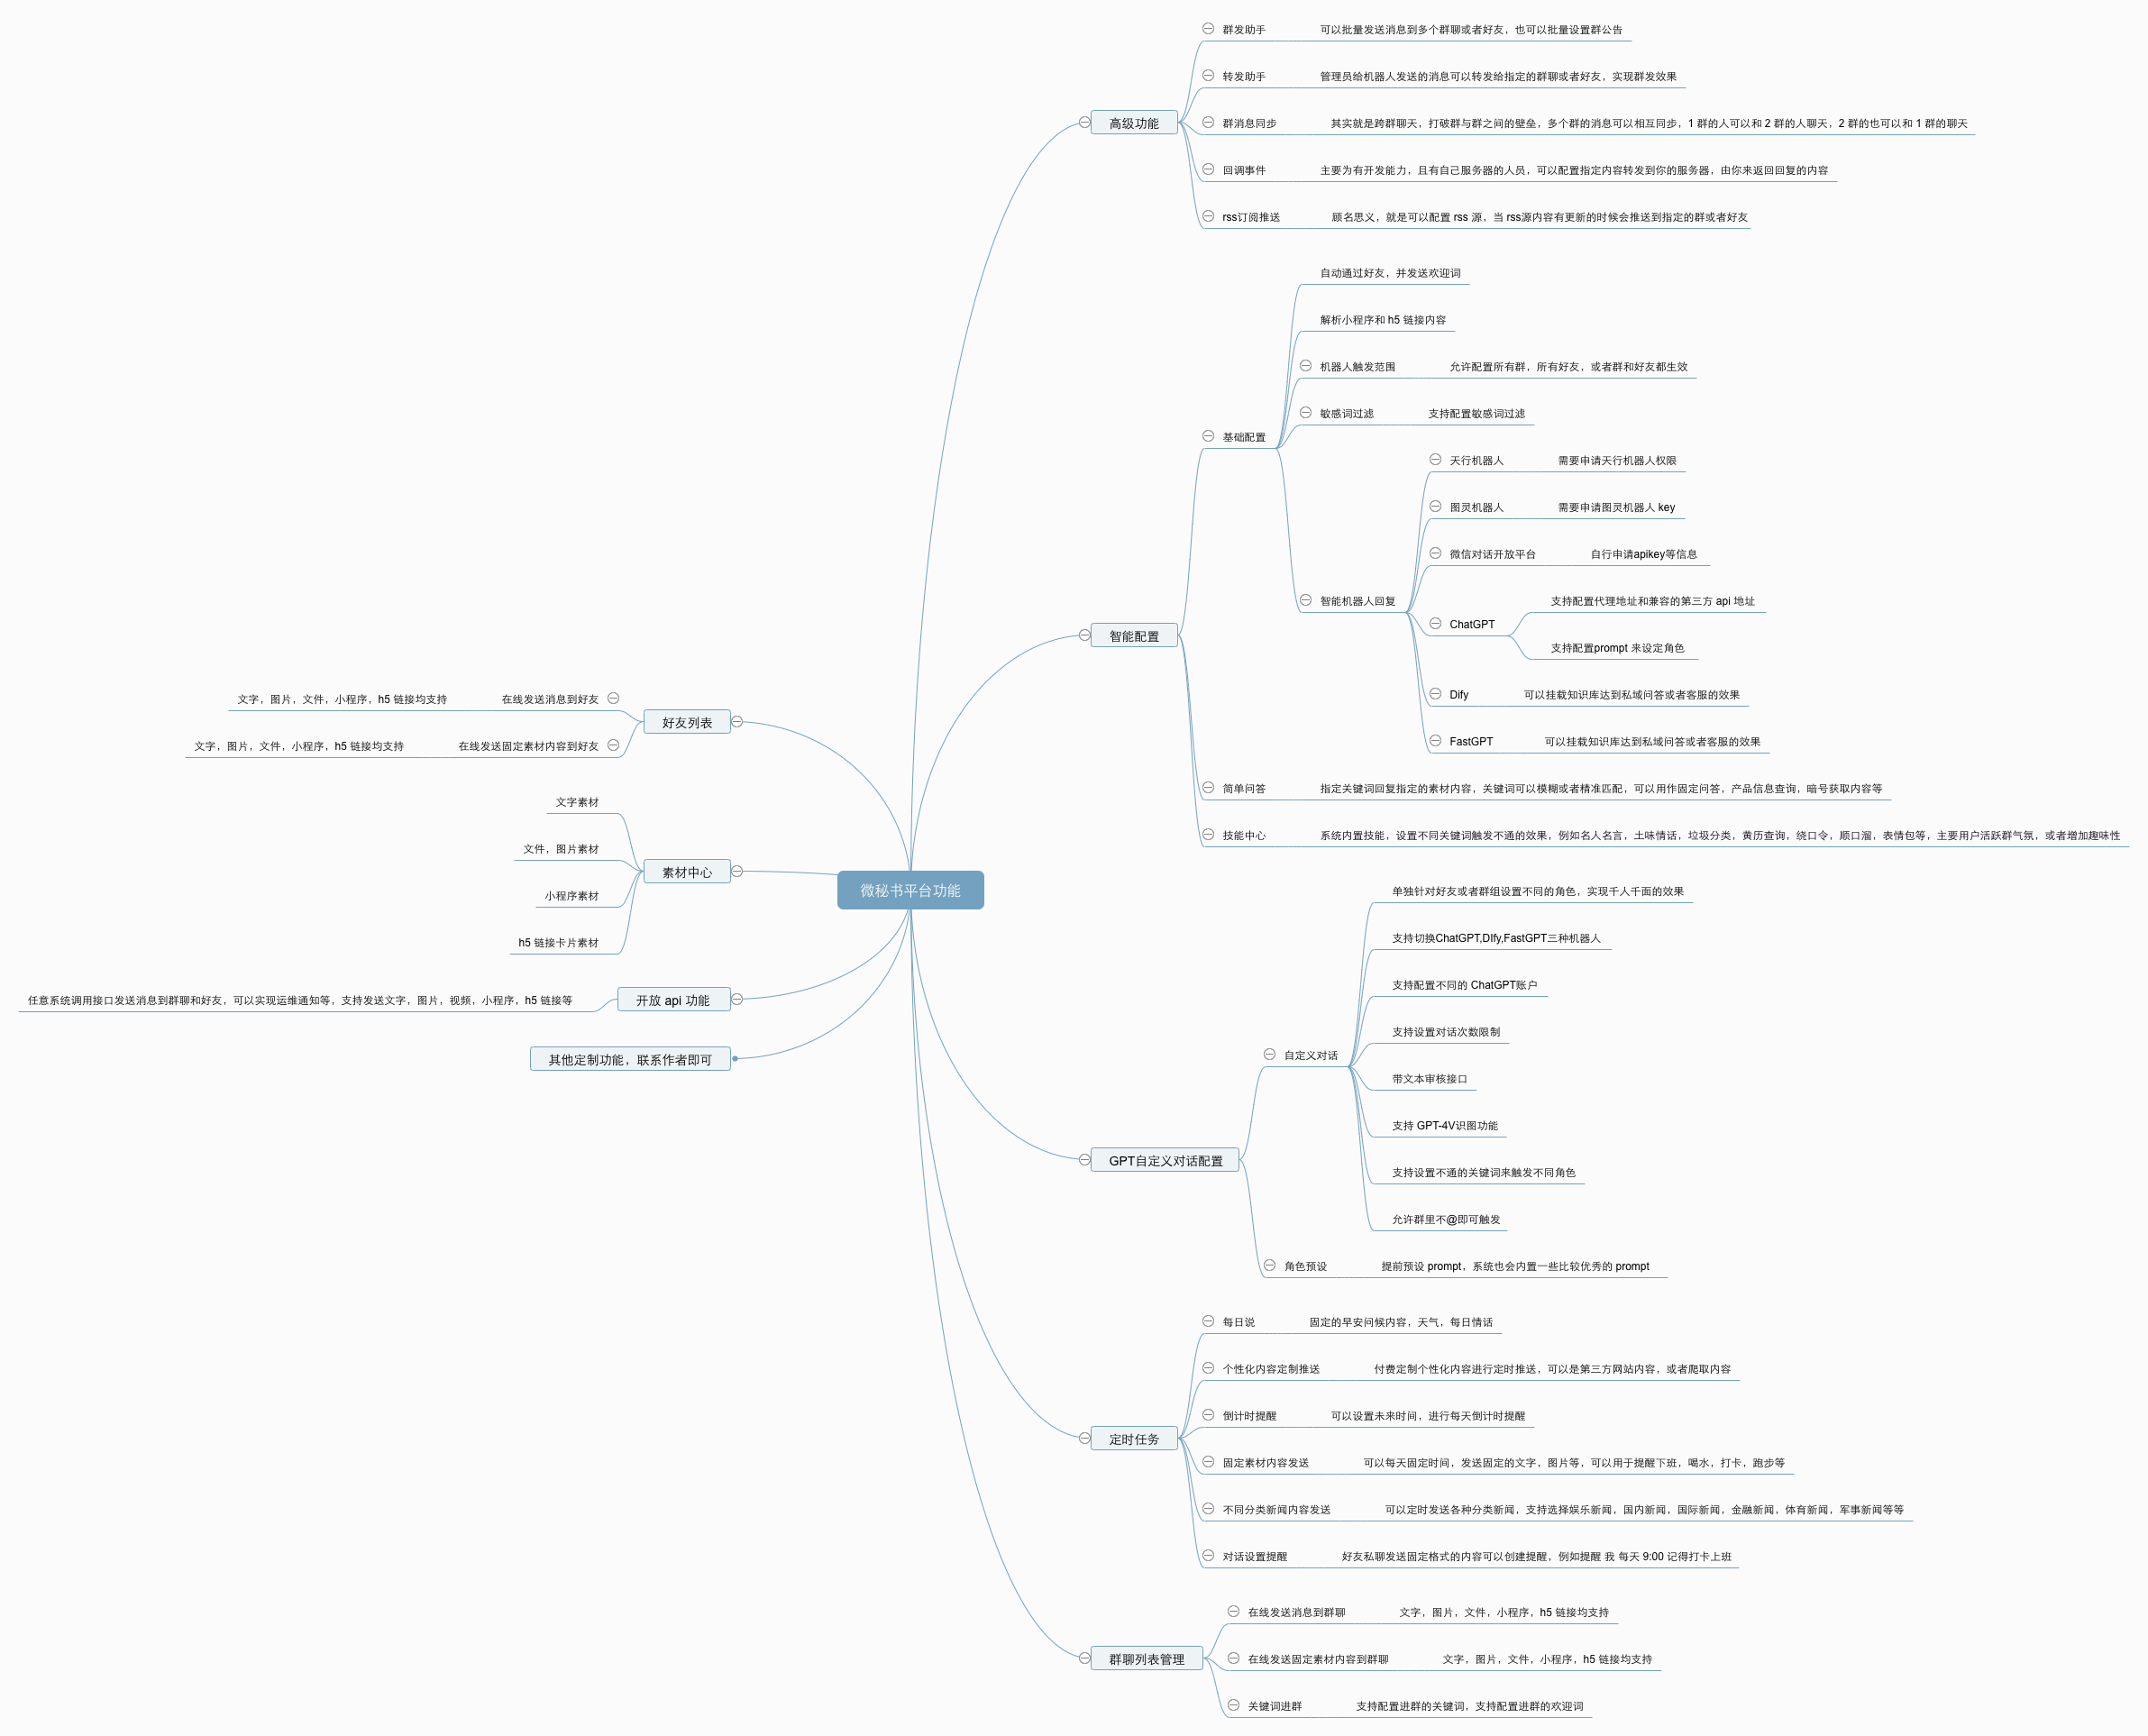 微秘书平台功能
高级功能
群发助手
可以批量发送消息到多个群聊或者好友，也可以批量设置群公告
转发助手
管理员给机器人发送的消息可以转发给指定的群聊或者好友，实现群发效果
群消息同步
其实就是跨群聊天，打破群与群之间的壁垒，多个群的消息可以相互同步，1 群的人可以和 2 群的人聊天，2 群的也可以和 1 群的聊天
回调事件
主要为有开发能力，且有自己服务器的人员，可以配置指定内容转发到你的服务器，由你来返回回复的内容
rss订阅推送
顾名思义，就是可以配置 rss 源，当 rss源内容有更新的时候会推送到指定的群或者好友
智能配置
基础配置
自动通过好友，并发送欢迎词
解析小程序和 h5 链接内容
机器人触发范围
允许配置所有群，所有好友，或者群和好友都生效
敏感词过滤
支持配置敏感词过滤
智能机器人回复
天行机器人
需要申请天行机器人权限
图灵机器人
需要申请图灵机器人 key
微信对话开放平台
自行申请apikey等信息
ChatGPT
支持配置代理地址和兼容的第三方 api 地址
支持配置prompt 来设定角色
Dify
可以挂载知识库达到私域问答或者客服的效果
FastGPT
可以挂载知识库达到私域问答或者客服的效果
简单问答
指定关键词回复指定的素材内容，关键词可以模糊或者精准匹配，可以用作固定问答，产品信息查询，暗号获取内容等
技能中心
系统内置技能，设置不同关键词触发不通的效果，例如名人名言，土味情话，垃圾分类，黄历查询，绕口令，顺口溜，表情包等，主要用户活跃群气氛，或者增加趣味性
GPT自定义对话配置
自定义对话
单独针对好友或者群组设置不同的角色，实现千人千面的效果
支持切换ChatGPT,DIfy,FastGPT三种机器人
支持配置不同的 ChatGPT账户
支持设置对话次数限制
带文本审核接口
支持 GPT-4V识图功能
支持设置不通的关键词来触发不同角色
允许群里不@即可触发
角色预设
提前预设 prompt，系统也会内置一些比较优秀的 prompt
定时任务
每日说
固定的早安问候内容，天气，每日情话
个性化内容定制推送
付费定制个性化内容进行定时推送，可以是第三方网站内容，或者爬取内容
倒计时提醒
可以设置未来时间，进行每天倒计时提醒
固定素材内容发送
可以每天固定时间，发送固定的文字，图片等，可以用于提醒下班，喝水，打卡，跑步等
不同分类新闻内容发送
可以定时发送各种分类新闻，支持选择娱乐新闻，国内新闻，国际新闻，金融新闻，体育新闻，军事新闻等等
对话设置提醒
好友私聊发送固定格式的内容可以创建提醒，例如提醒 我 每天 9:00 记得打卡上班
群聊列表管理
在线发送消息到群聊
文字，图片，文件，小程序，h5 链接均支持
在线发送固定素材内容到群聊
文字，图片，文件，小程序，h5 链接均支持
关键词进群
支持配置进群的关键词，支持配置进群的欢迎词
好友列表
在线发送消息到好友
文字，图片，文件，小程序，h5 链接均支持
在线发送固定素材内容到好友
文字，图片，文件，小程序，h5 链接均支持
素材中心
文字素材
文件，图片素材
小程序素材
h5 链接卡片素材
开放 api 功能
任意系统调用接口发送消息到群聊和好友，可以实现运维通知等，支持发送文字，图片，视频，小程序，h5 链接等
其他定制功能，联系作者即可